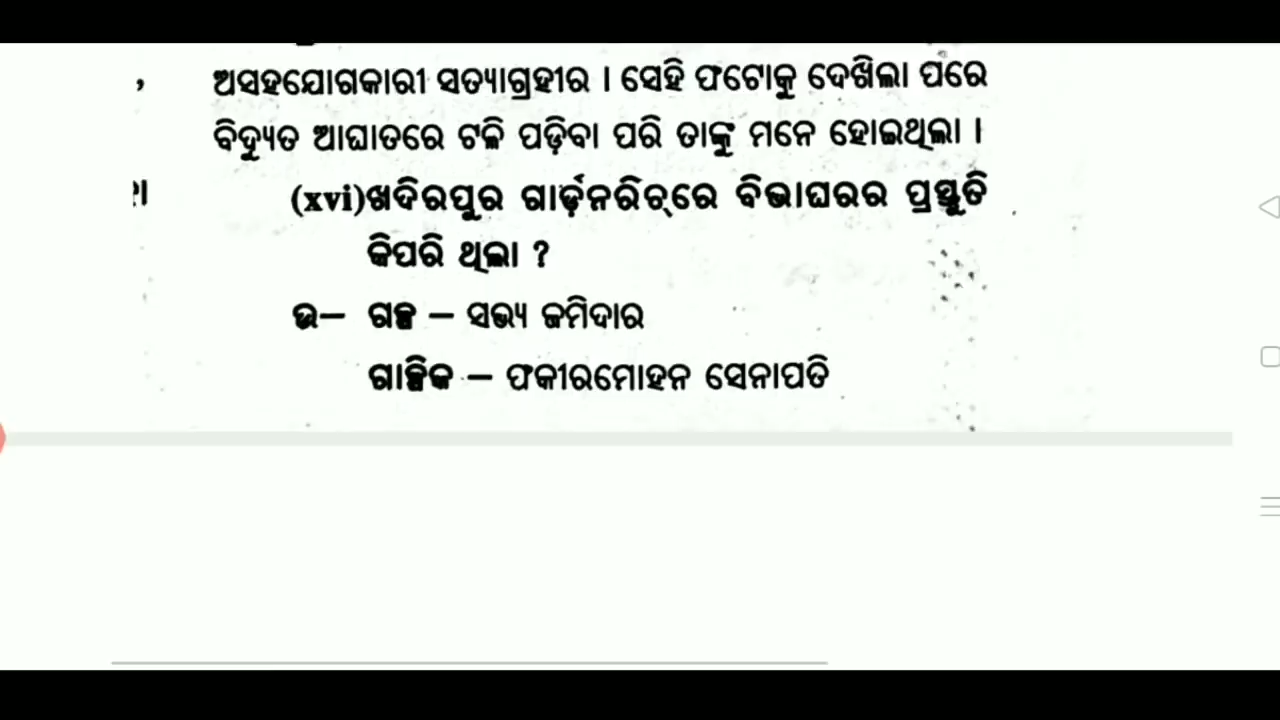 , ଅସହଯୋଗକାରୀ ସତ୍ୟାଗ୍ରହୀର । ସେହି ଫଟୋକୁ ଦେଖିଲା ପରେ
ବିଦ୍ୟୁତ ଆଘାତରେ ଟଳି ପଡ଼ିବା ପରି ତାଙ୍କୁ ମନେ ହୋଇଥିଲା ।
(xvi)ଖଦିରପୁର ଗାର୍ଡ଼ନରିଚ୍‌ରେ ବିଭାଘରର ପ୍ରସ୍ତୁତି
କିପରି ଥିଲା ?
ଉ– ଗଳ୍ପ – ସଭ୍ୟ ଜମିଦାର
ଗାଳ୍ପିକ – ଫକୀରମୋହନ ସେନାପତି